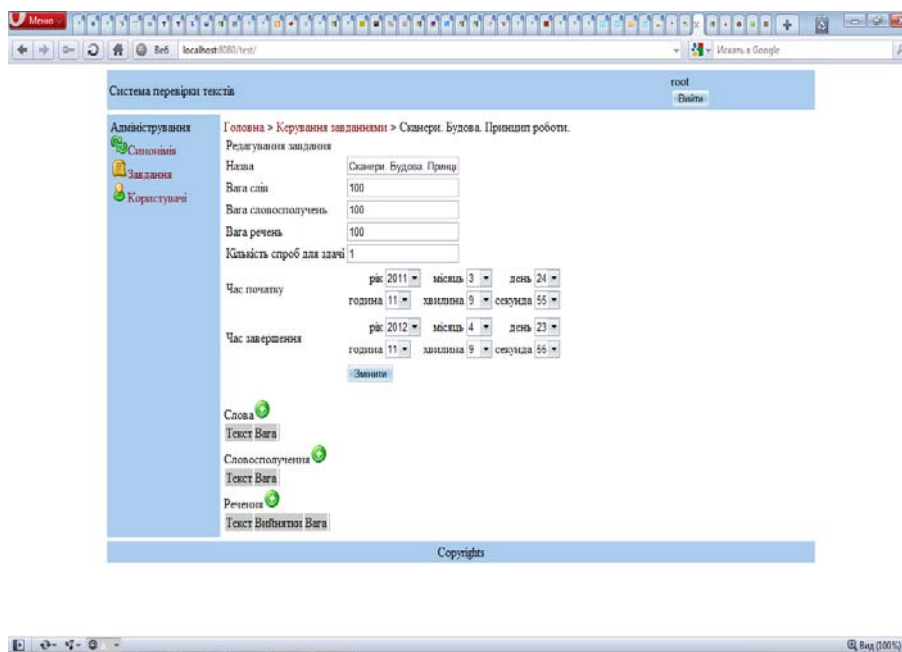 Меню
Веб localhost:8080/test/ Искать в Google
Система перевірки текстів
root
Вийти
Адміністрування
Синонімія
Завдання
Користувачі
Головна > Керування завданнями > Сканери. Будова. Принцип роботи.
Редагування завдання
Назва Сканери. Будова. Принци
Вага слів 100
Вага словосполучень 100
Вага речень 100
Кількість спроб для здачі 1
Час початку
рік 2011 місяць 3 день 24
година 11 хвилина 9 секунда 55
Час завершення
рік 2012 місяць 4 день 23
година 11 хвилина 9 секунда 55
Змінити
Слова
Текст Вага
Словосполучення
Текст Вага
Речення
Текст Вийнятки Вага
Copyrights
Вид (100%)